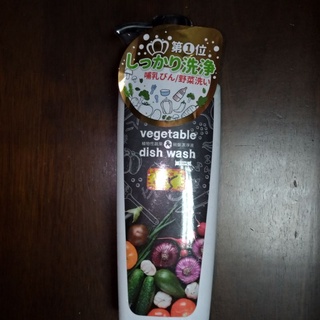 第1位
しっかり洗浄
哺乳びん/野菜洗い
vegetable
&
dish wash